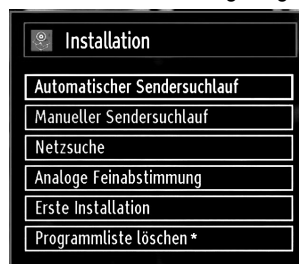 Installation
Automatischer Sendersuchlauf
Manueller Sendersuchlauf
Netzsuche
Analoge Feinabstimmung
Erste Installation
Programmliste löschen *